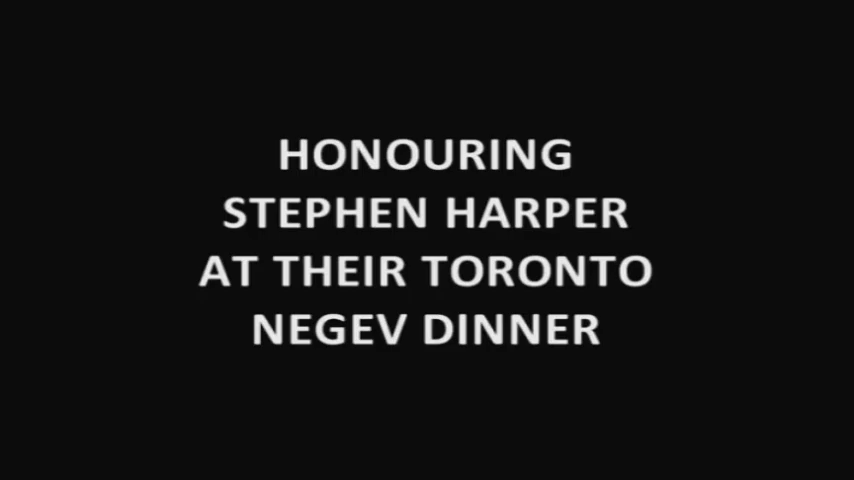 HONOURING
STEPHEN HARPER
AT THEIR TORONTO
NEGEV DINNER